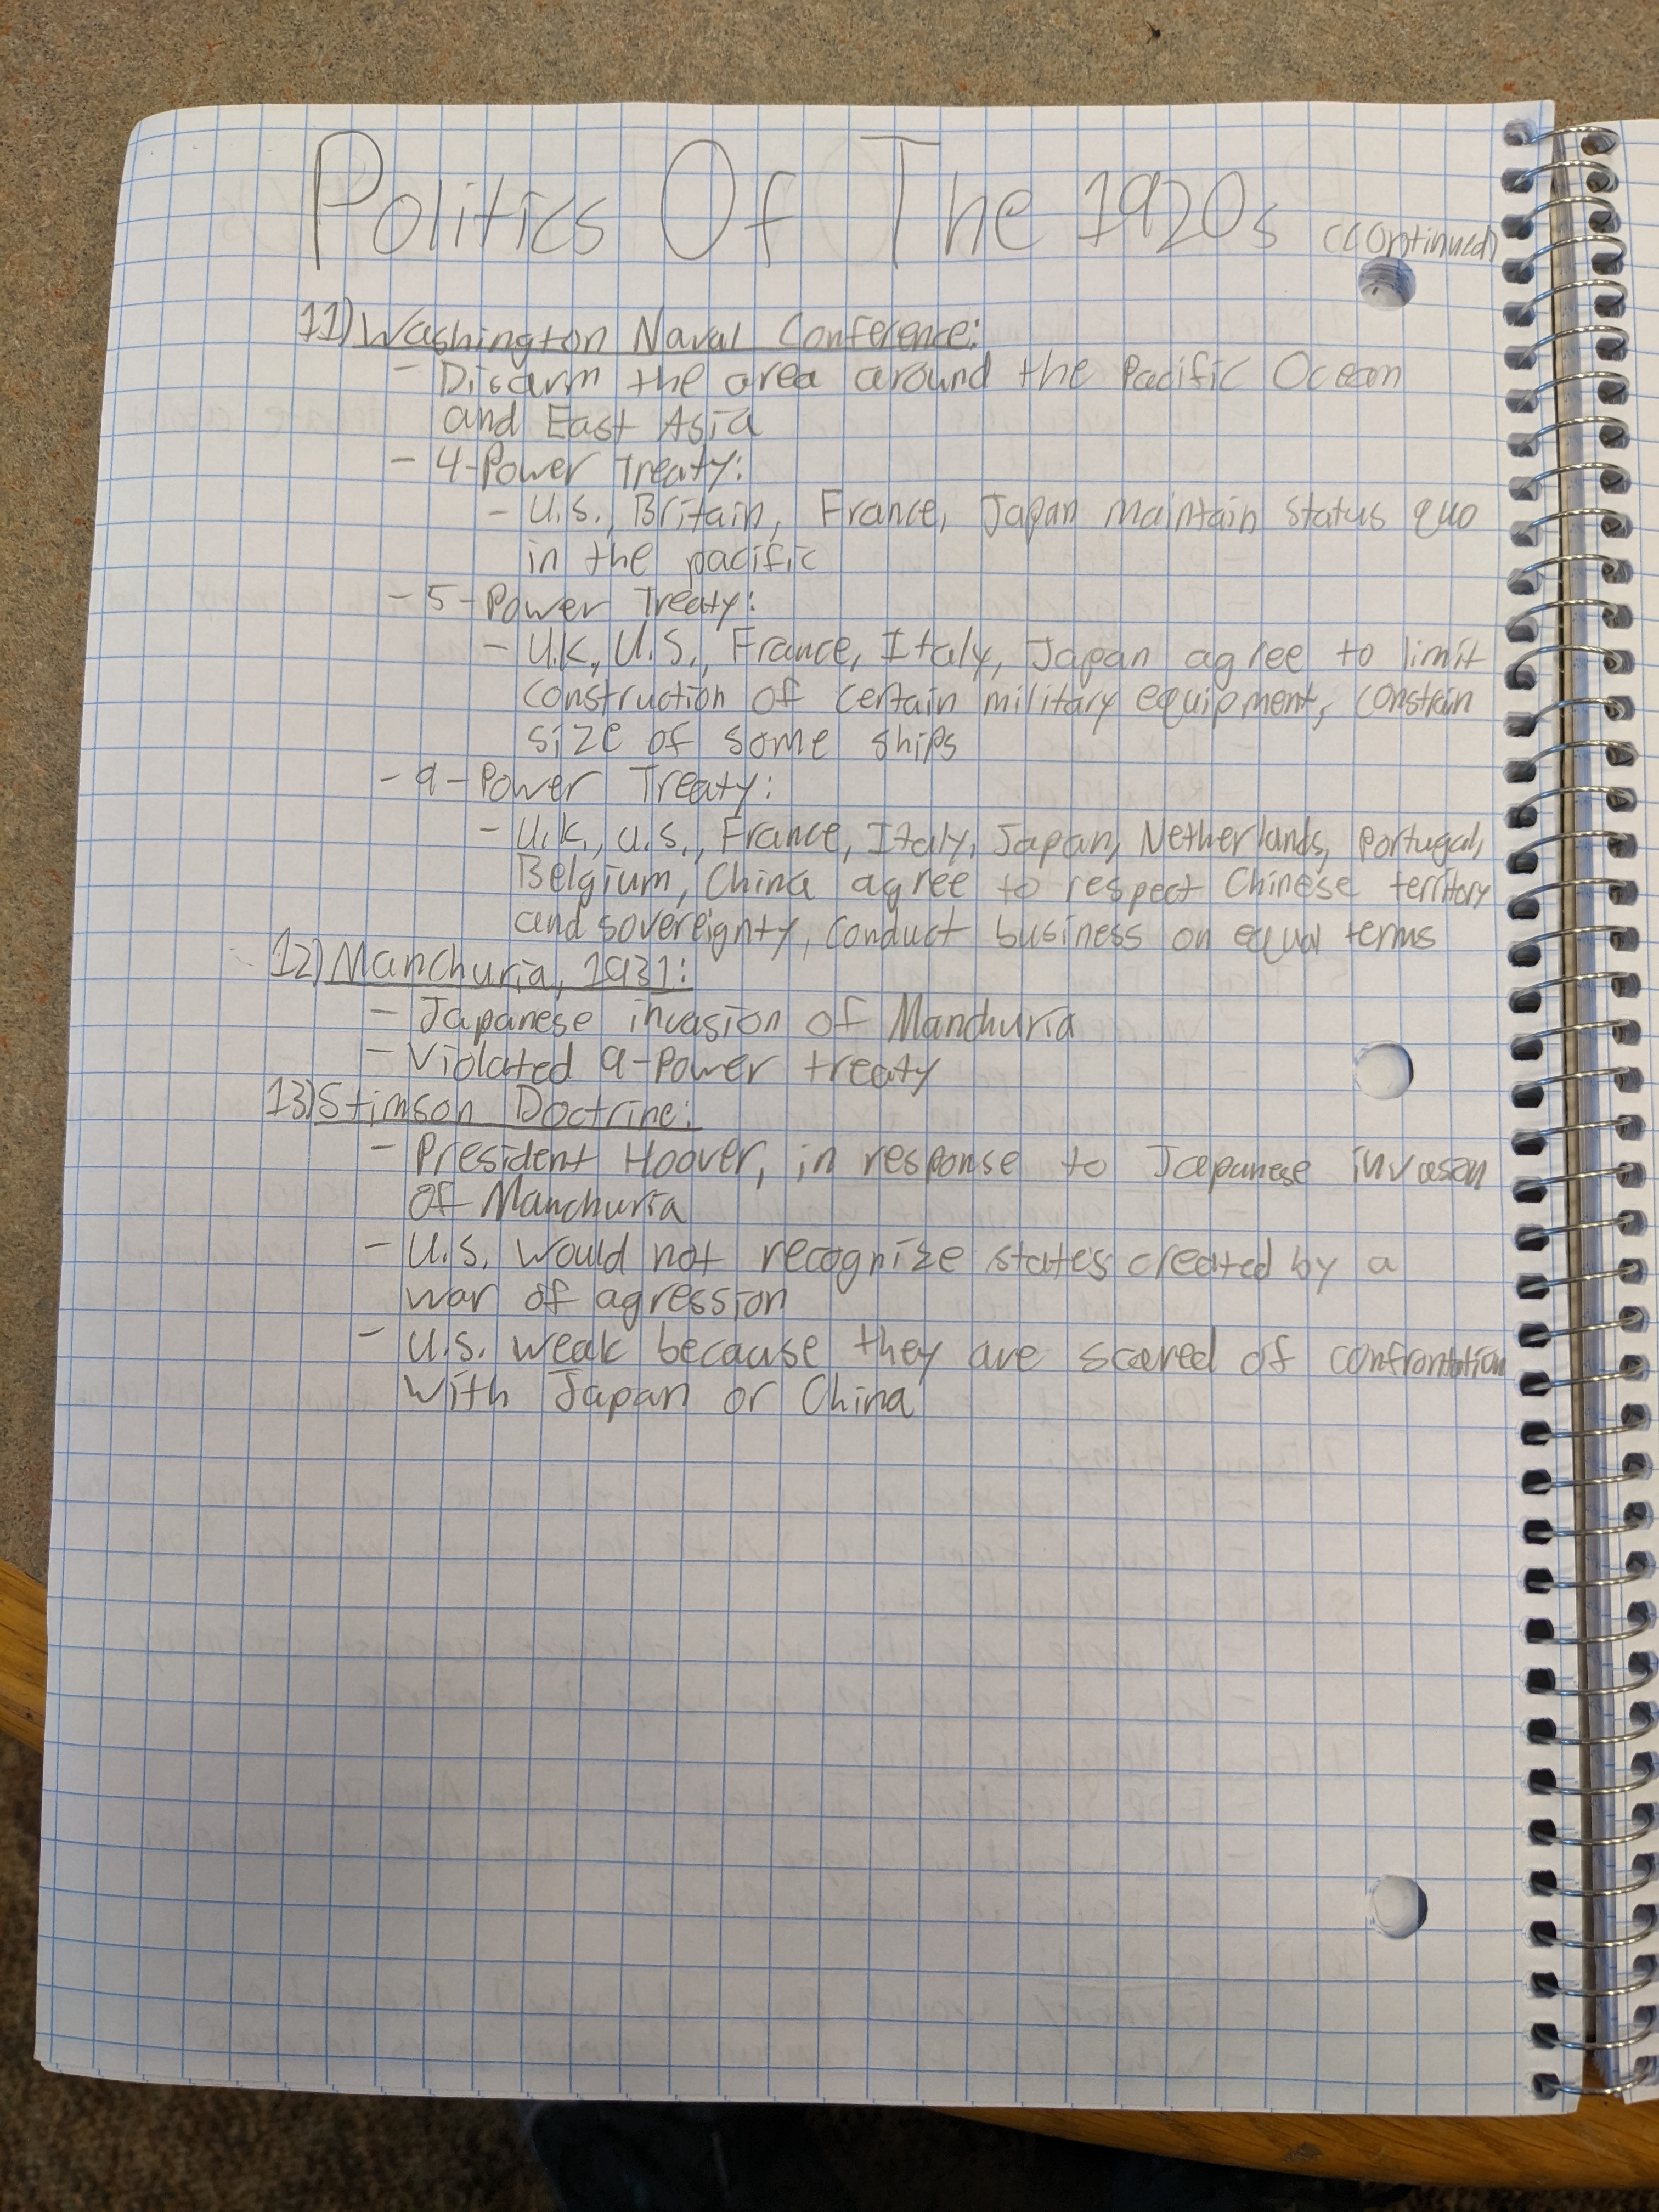 Politics Of The 1920s (Continued)
11) Washington Naval Conference:
- Disarm the area around the Pacific Ocean
and East Asia
- 4-Power Treaty:
- U.S., Britain, France, Japan maintain status quo
in the pacific
- 5-Power Treaty:
- U.K., U.S., France, Italy, Japan agree to limit
construction of certain military equipment, constrain
size of some ships
- 9-Power Treaty:
- U.K., U.S., France, Italy, Japan, Netherlands, Portugal,
Belgium, China agree to respect Chinese territory
and sovereignty, conduct business on equal terms
12) Manchuria, 1931:
- Japanese invasion of Manchuria
- Violated 9-Power treaty
13) Stimson Doctrine:
- President Hoover, in response to Japanese invasion
of Manchuria
- U.S. would not recognize states created by a
war of agression
- U.S. weak because they are scared of confrontation
with Japan or China